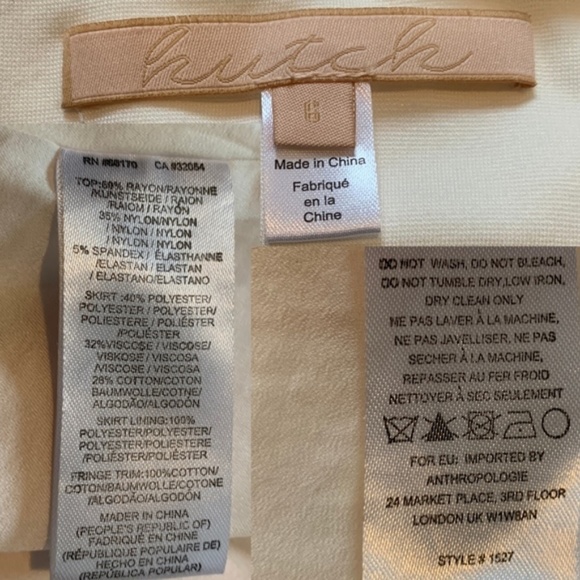 hutch
6
Made in China
Fabriqué
en la
Chine
RN #68170 CA #32054
TOP:60% RAYON/RAYONNE
/KUNSTSEIDE / RAION
/RAIOM / RAYÓN
35% NYLON/NYLON
/ NYLON / NYLON
/ NYLON / NYLON
5% SPANDEX / ÉLASTHANNE
/ELASTAN / ELASTAN
/ELASTANO/ELASTANO
SKIRT :40% POLYESTER/
POLYESTER / POLYESTER/
POLIESTERE / POLIÉSTER
/POLIÉSTER
32%VISCOSE / VISCOSE/
VISKOSE / VISCOSA
/VISCOSE / VISCOSA
28% COTTON/COTON
BAUMWOLLE/COTNE/
ALGODÃO/ALGODÓN
SKIRT LINING:100%
POLYESTER/POLYESTER/
POLYESTER/POLIESTERE
/POLIÉSTER/POLIÉSTER
FRINGE TRIM:100%COTTON/
COTON/BAUMWOLLE/COTNE
/ALGODÃO/ALGODÓN
MADE IN CHINA
(PEOPLE'S REPUBLIC OF)
FABRIQUÉ EN CHINE
(RÉPUBLIQUE POPULAIRE DE)
HECHO EN CHINA
(REPÚBLICA POPULAR)
DO NOT WASH, DO NOT BLEACH,
DO NOT TUMBLE DRY,LOW IRON,
DRY CLEAN ONLY
NE PAS LAVER À LA MACHINE,
NE PAS JAVELLISER, NE PAS
SECHER À LA MACHINE,
REPASSER AU FER FROID
NETTOYER À SEC SEULEMENT
FOR EU: IMPORTED BY
ANTHROPOLOGIE
24 MARKET PLACE, 3RD FLOOR
LONDON UK W1W8AN
STYLE # 1527